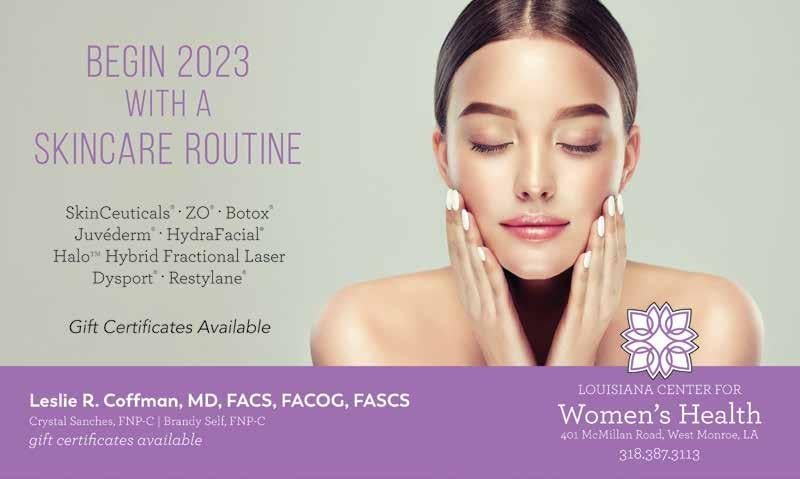 BEGIN 2023
WITH A
SKINCARE ROUTINE
SkinCeuticals® · ZO® · Botox®
Juvéderm® · HydraFacial®
Halo™ Hybrid Fractional Laser
Dysport® · Restylane®
Gift Certificates Available
Leslie R. Coffman, MD, FACS, FACOG, FASCS
Crystal Sanches, FNP-C | Brandy Self, FNP-C
gift certificates available
LOUISIANA CENTER FOR
Women's Health
401 McMillan Road, West Monroe, LA
318.387.3113